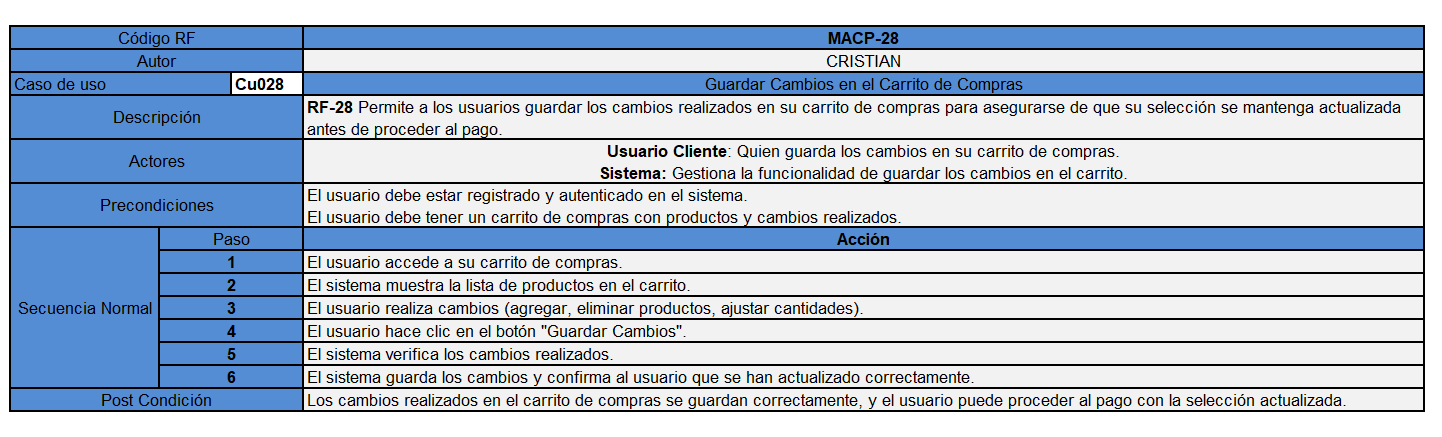 Código RF
MACP-28
Autor
CRISTIAN
Caso de uso
Cu028
Guardar Cambios en el Carrito de Compras
Descripción
RF-28 Permite a los usuarios guardar los cambios realizados en su carrito de compras para asegurarse de que su selección se mantenga actualizada
antes de proceder al pago.
Actores
Usuario Cliente: Quien guarda los cambios en su carrito de compras.
Sistema: Gestiona la funcionalidad de guardar los cambios en el carrito.
Precondiciones
El usuario debe estar registrado y autenticado en el sistema.
El usuario debe tener un carrito de compras con productos y cambios realizados.
Secuencia Normal
Paso
Acción
1
El usuario accede a su carrito de compras.
2
El sistema muestra la lista de productos en el carrito.
3
El usuario realiza cambios (agregar, eliminar productos, ajustar cantidades).
4
El usuario hace clic en el botón "Guardar Cambios".
5
El sistema verifica los cambios realizados.
6
El sistema guarda los cambios y confirma al usuario que se han actualizado correctamente.
Post Condición
Los cambios realizados en el carrito de compras se guardan correctamente, y el usuario puede proceder al pago con la selección actualizada.